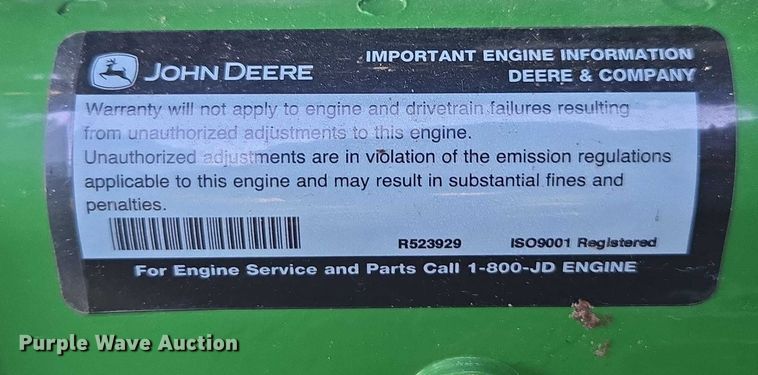 JOHN DEERE
IMPORTANT ENGINE INFORMATION
DEERE & COMPANY
Warranty will not apply to engine and drivetrain failures resulting
from unauthorized adjustments to this engine.
Unauthorized adjustments are in violation of the emission regulations
applicable to this engine and may result in substantial fines and
penalties.
R523929 ISO9001 Registered
For Engine Service and Parts Call 1-800-JD ENGINE
Purple Wave Auction